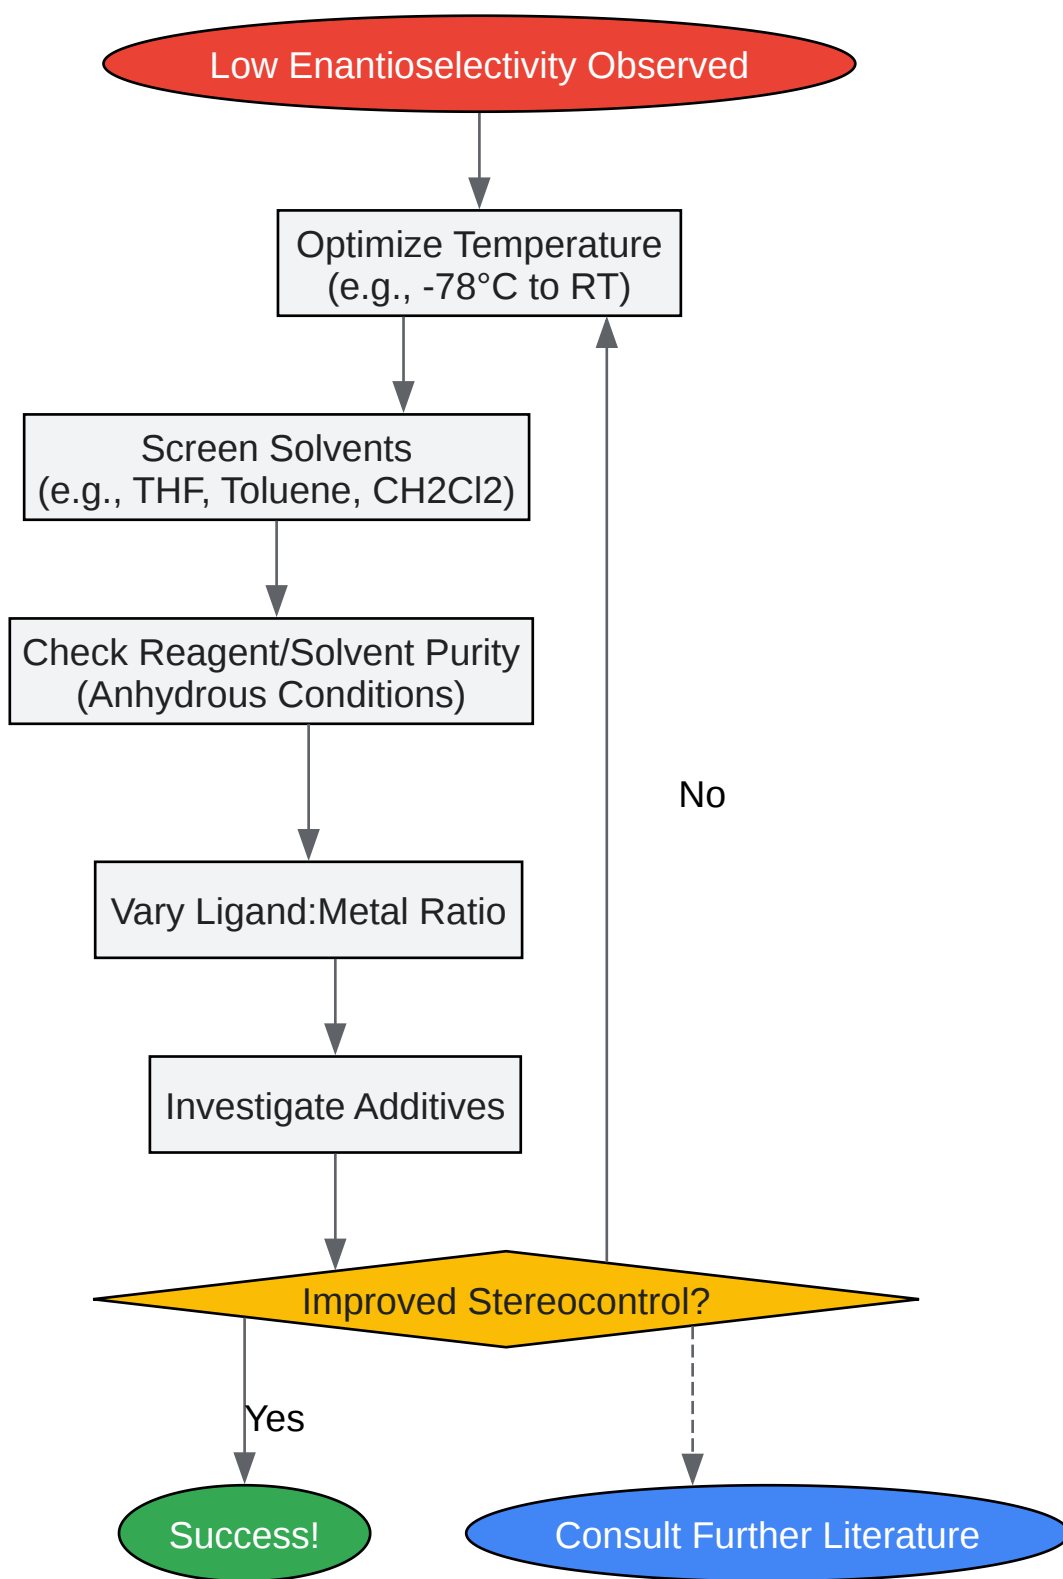 Low Enantioselectivity Observed
Optimize Temperature
(e.g., -78°C to RT)
Screen Solvents
(e.g., THF, Toluene, CH2Cl2)
Check Reagent/Solvent Purity
(Anhydrous Conditions)
No
Vary Ligand:Metal Ratio
Investigate Additives
Improved Stereocontrol?
Yes
Success!
Consult Further Literature